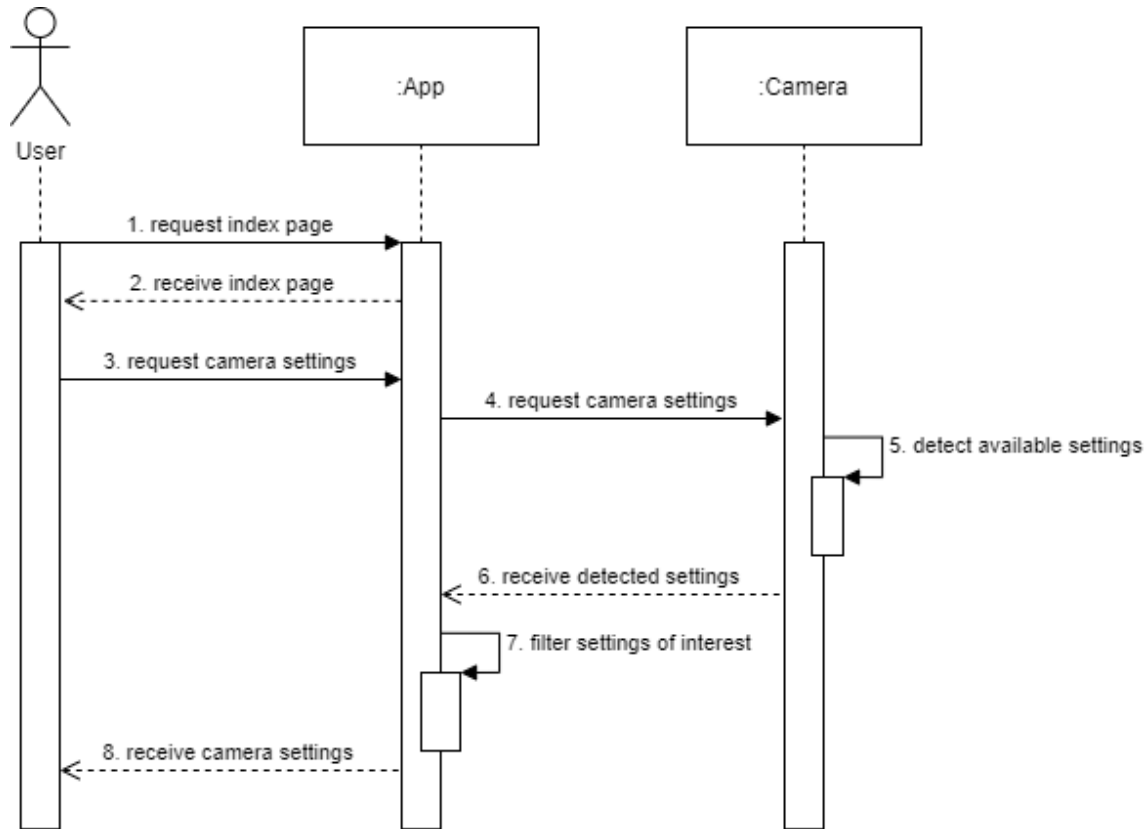 :App
:Camera
User
1. request index page
2. receive index page
3. request camera settings
4. request camera settings
5. detect available settings
6. receive detected settings
7. filter settings of interest
8. receive camera settings